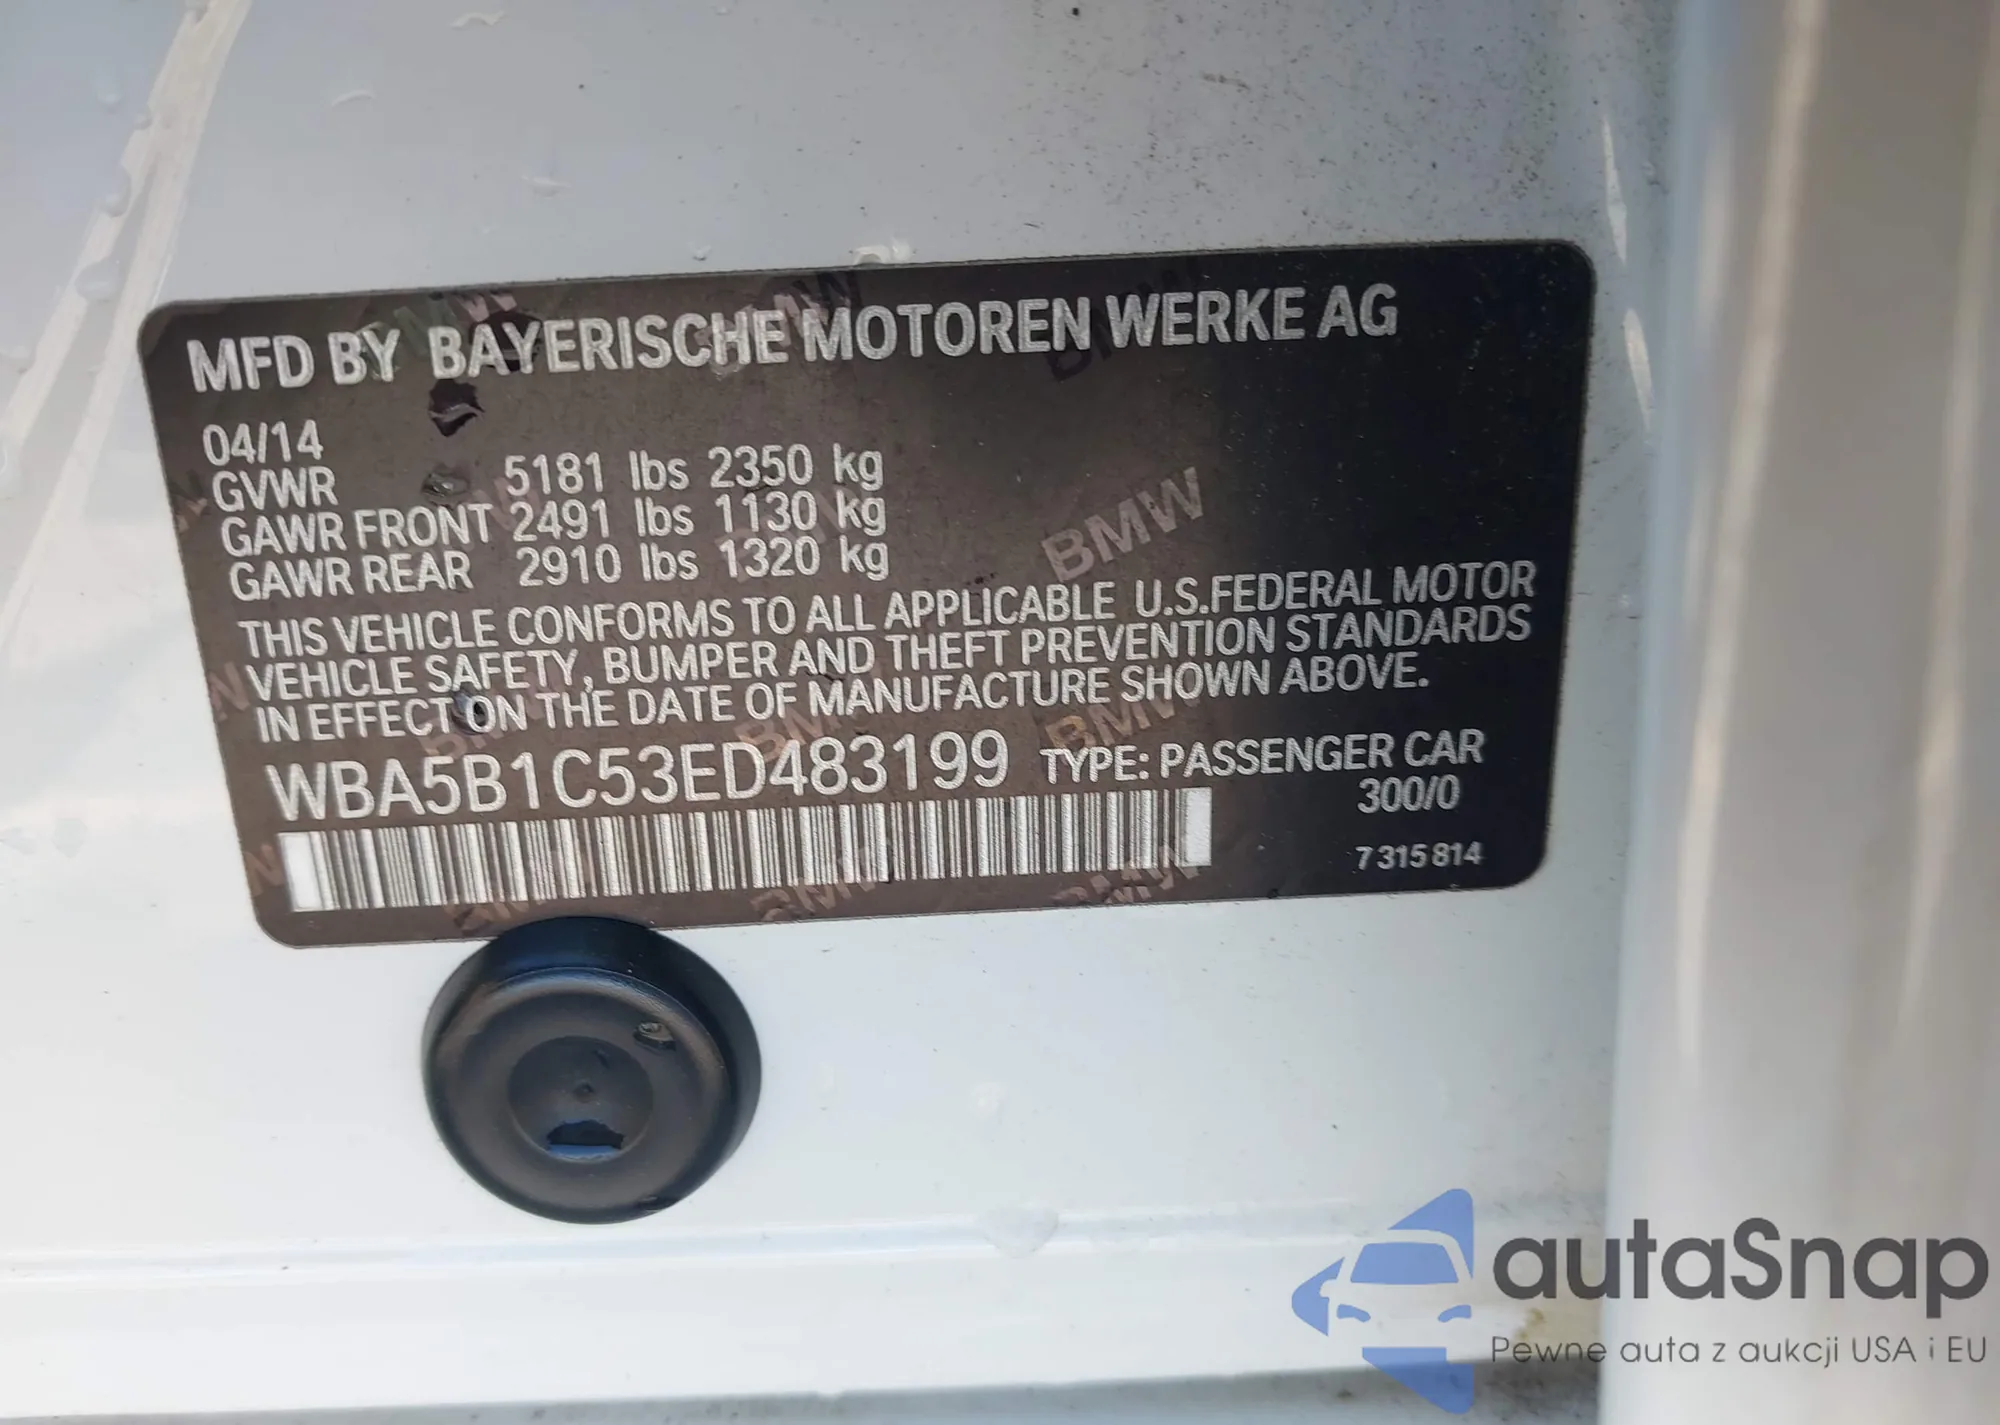 MFD BY BAYERISCHE MOTOREN WERKE AG
04/14
GVWR 5181 lbs 2350 kg
GAWR FRONT 2491 lbs 1130 kg
GAWR REAR 2910 lbs 1320 kg
THIS VEHICLE CONFORMS TO ALL APPLICABLE U.S.FEDERAL MOTOR
VEHICLE SAFETY, BUMPER AND THEFT PREVENTION STANDARDS
IN EFFECT ON THE DATE OF MANUFACTURE SHOWN ABOVE.
WBA5B1C53ED483199 TYPE: PASSENGER CAR
300/0
7 315 814
autaSnap
Pewne auta z aukcji USA i EU